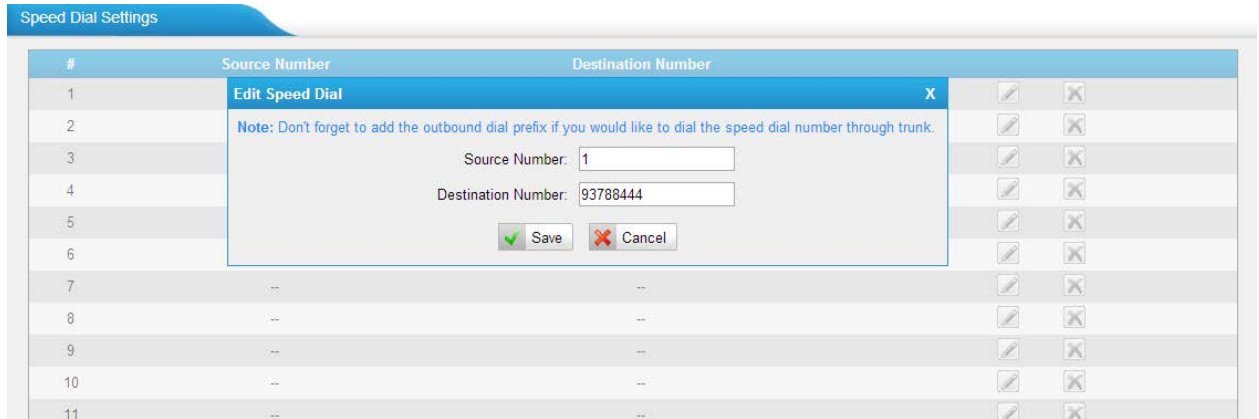 Speed Dial Settings
# Source Number Destination Number
1
Edit Speed Dial X
2
Note: Don't forget to add the outbound dial prefix if you would like to dial the speed dial number through trunk.
3
Source Number: 1
4
Destination Number: 93788444
5
Save Cancel
6
7 -- --
8 -- --
9 -- --
10 -- --
11 -- --